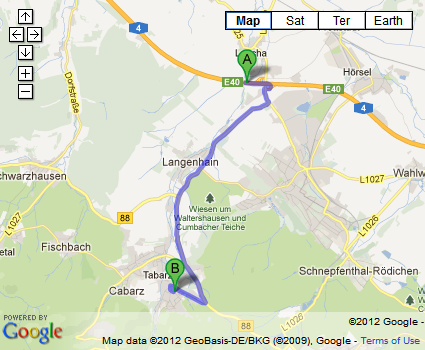 Map Sat Ter Earth
4
A
E40
Hörsel
E40
4
Dorfstraße
Langenhain
L1027
L1027
Wahlw
chwarzhausen
Wiesen um
Waltershausen und
Cumbacher Teiche
88
L1026
Fischbach
etal
B
Tabarz
Cabarz
Schnepfenthal-Rödichen
88
L1026
POWERED BY
Google
©2012 Google -
Map data ©2012 GeoBasis-DE/BKG (©2009), Google - Terms of Use